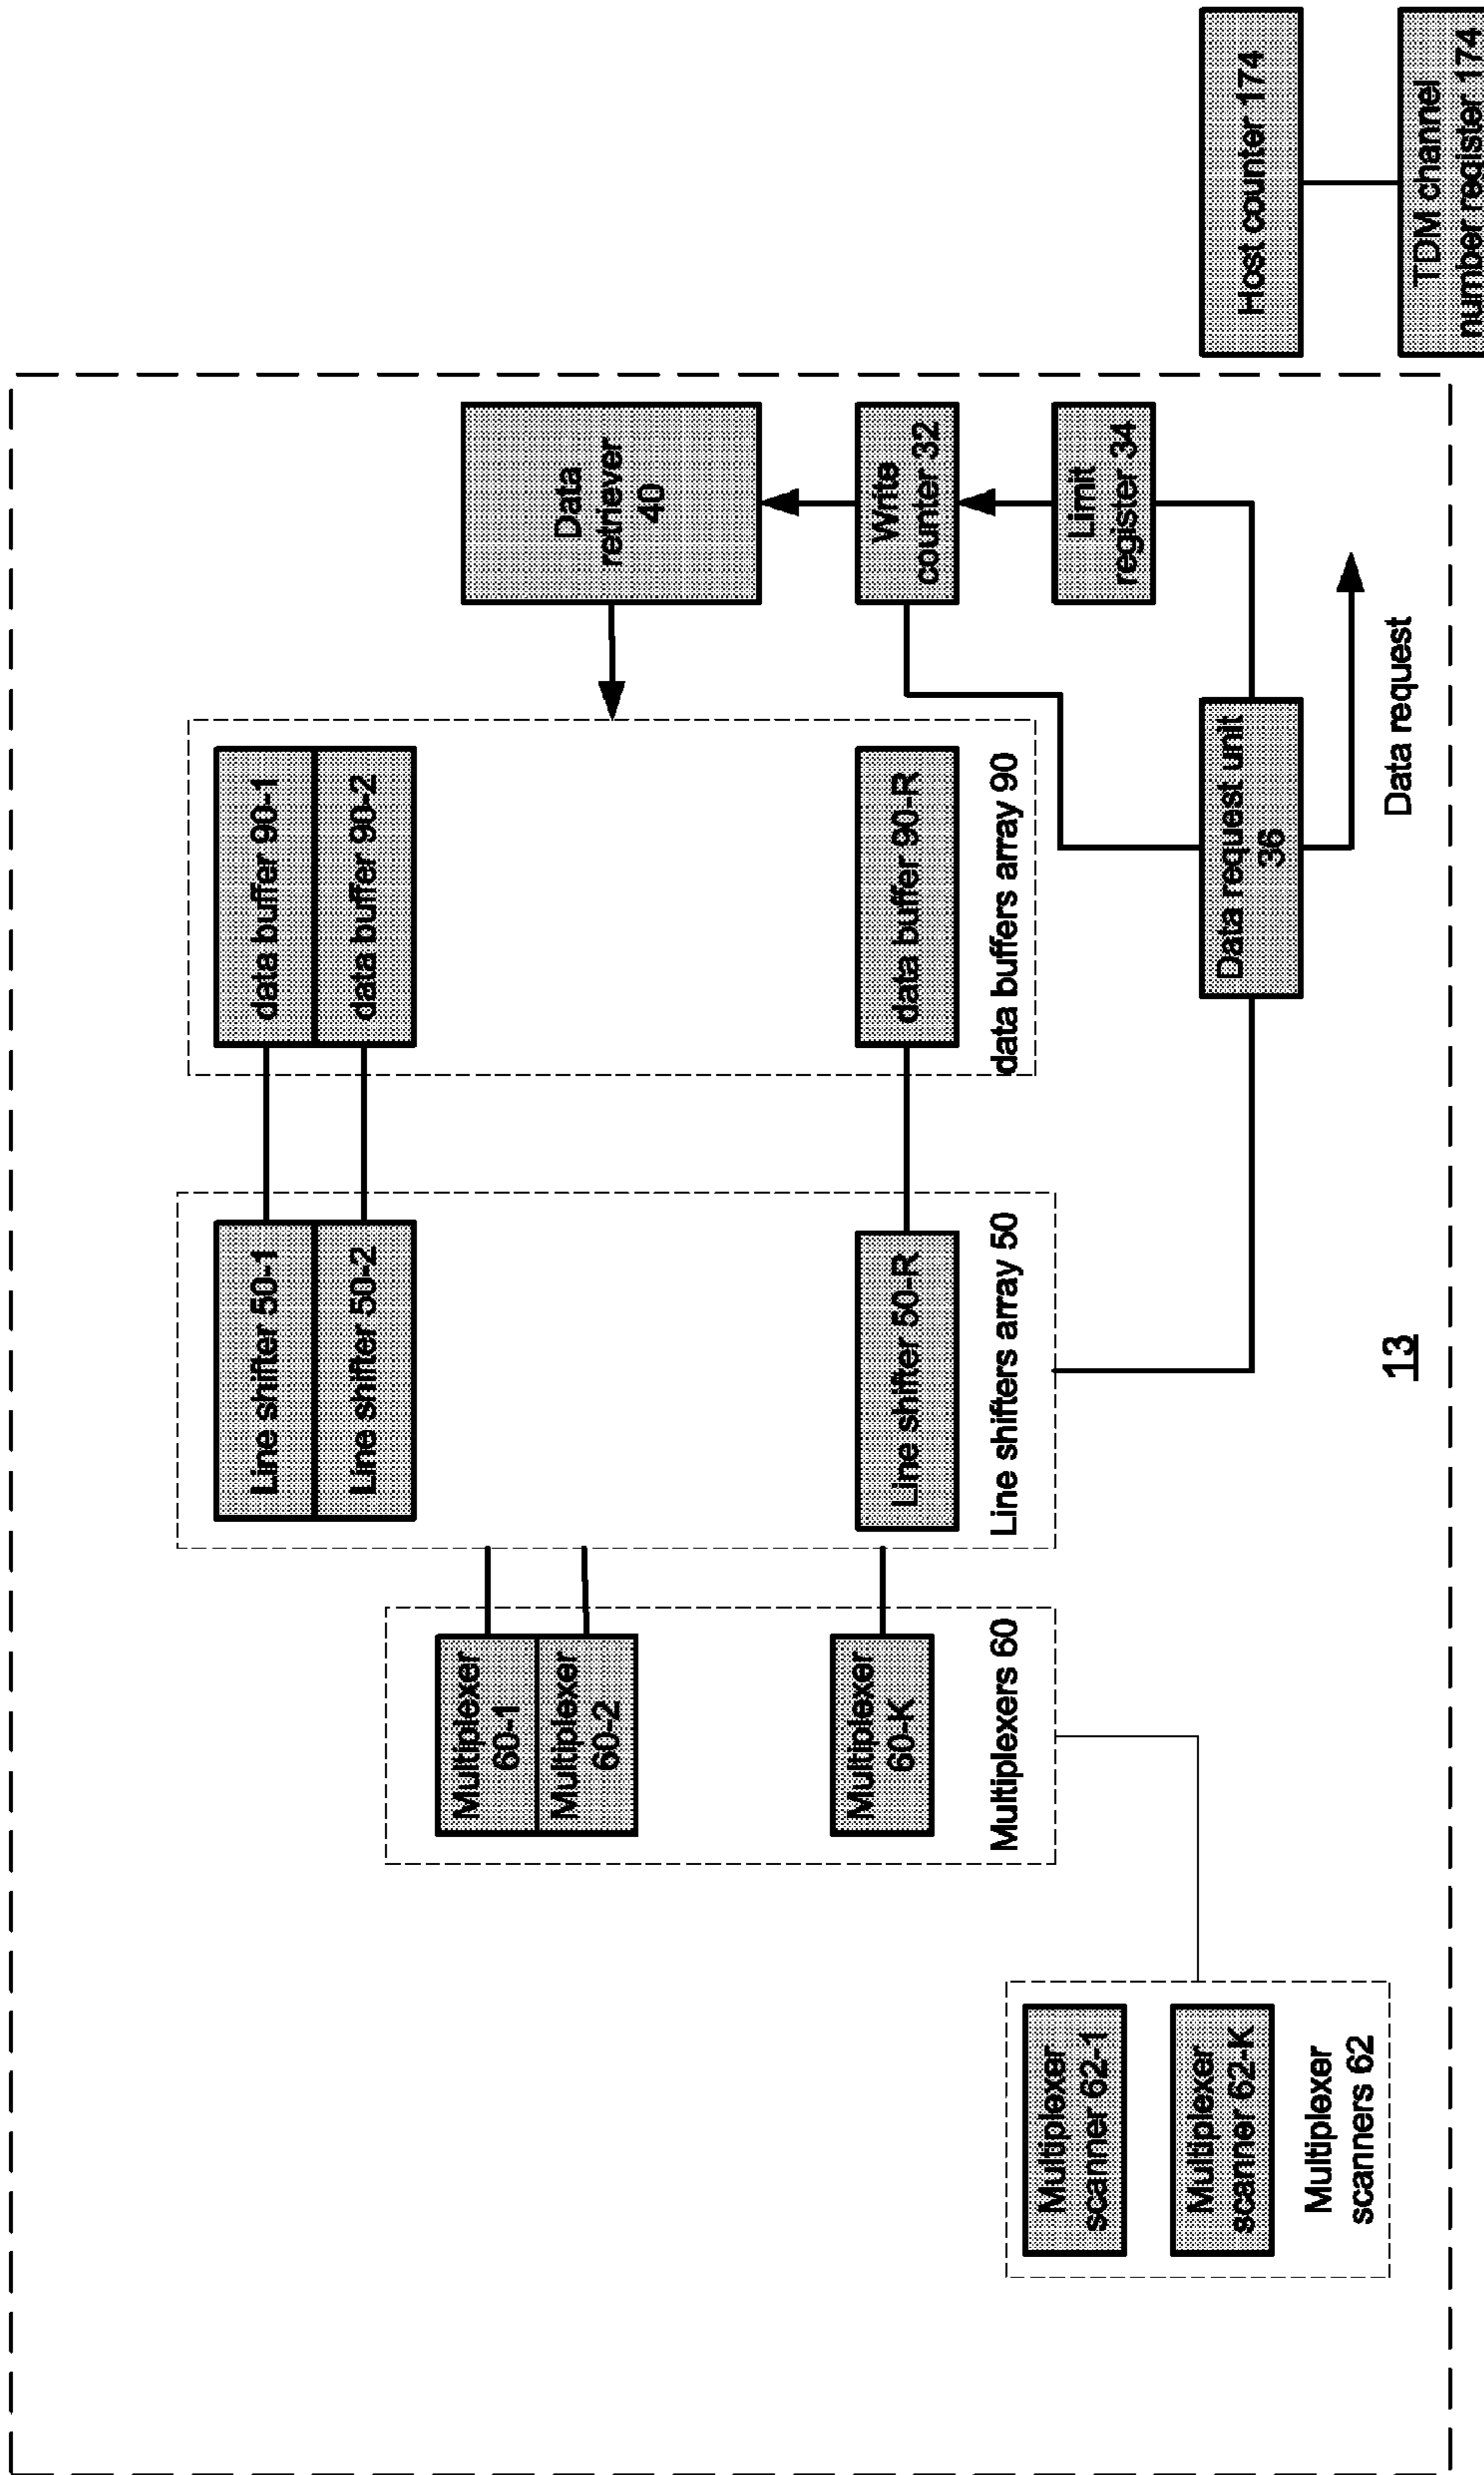 Host counter 174
TDM channel
number register 174
Data
retriever
40
Write
counter 32
Limit
register 34
data buffer 90-1
data buffer 90-2
data buffer 90-R
data buffers array 90
Data request unit
36
Data request
Line shifter 50-1
Line shifter 50-2
Line shifter 50-R
Line shifters array 50
13
Multiplexer
60-1
Multiplexer
60-2
Multiplexer
60-K
Multiplexers 60
Multiplexer
scanner 62-1
Multiplexer
scanner 62-K
Multiplexer
scanners 62